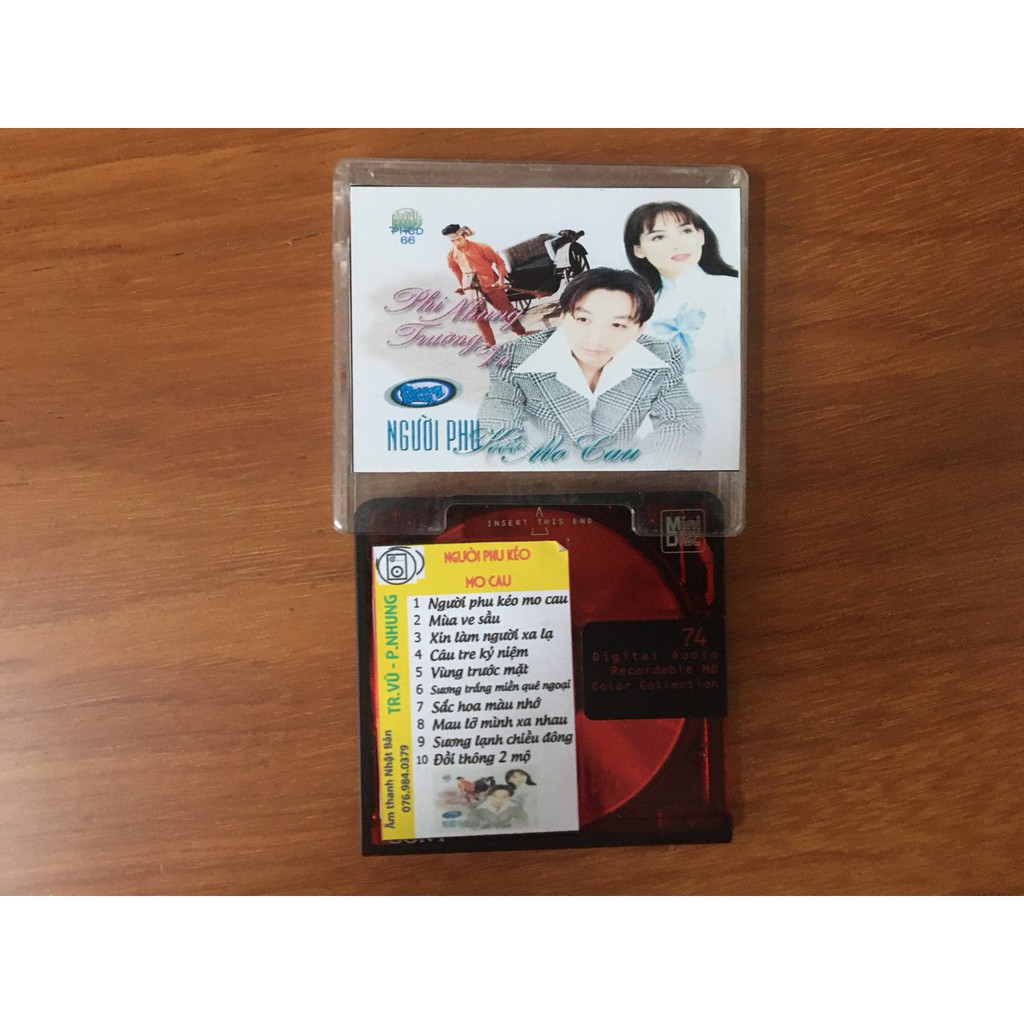 PHCD
66
Phi Nhung
Trường Vũ
NGƯỜI PHU Kéo Mo Cau
INSERT THIS END
Mini
Disc
NGƯỜI PHU KÉO
MO CAU
1 Người phu kéo mo cau
2 Mùa ve sầu
3 Xin làm người xa lạ
4 Câu tre kỷ niệm
5 Vùng trước mặt
6 Sương trắng miền quê ngoại
7 Sắc hoa màu nhớ
8 Mau lỡ mình xa nhau
9 Sương lạnh chiều đông
10 Đồi thông 2 mộ
TR.VŨ - P.NHUNG
Âm thanh Nhật Bản
076.984.0379
74
Digital Audio
Recordable MD
Color Collection
SONY